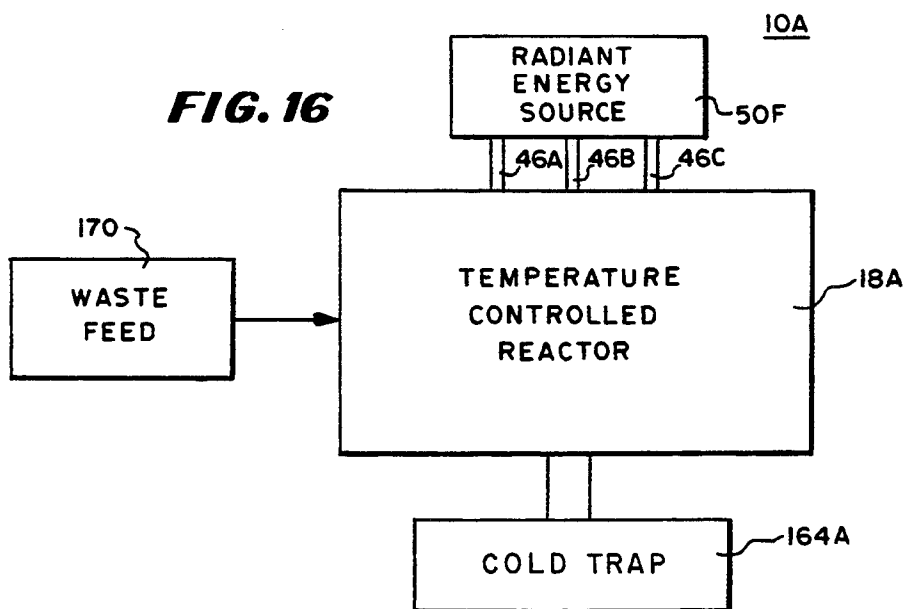 10A
RADIANT
ENERGY
SOURCE
FIG. 16
50F
46A
46B
46C
170
WASTE
FEED
TEMPERATURE
CONTROLLED
REACTOR
18A
COLD TRAP
164A